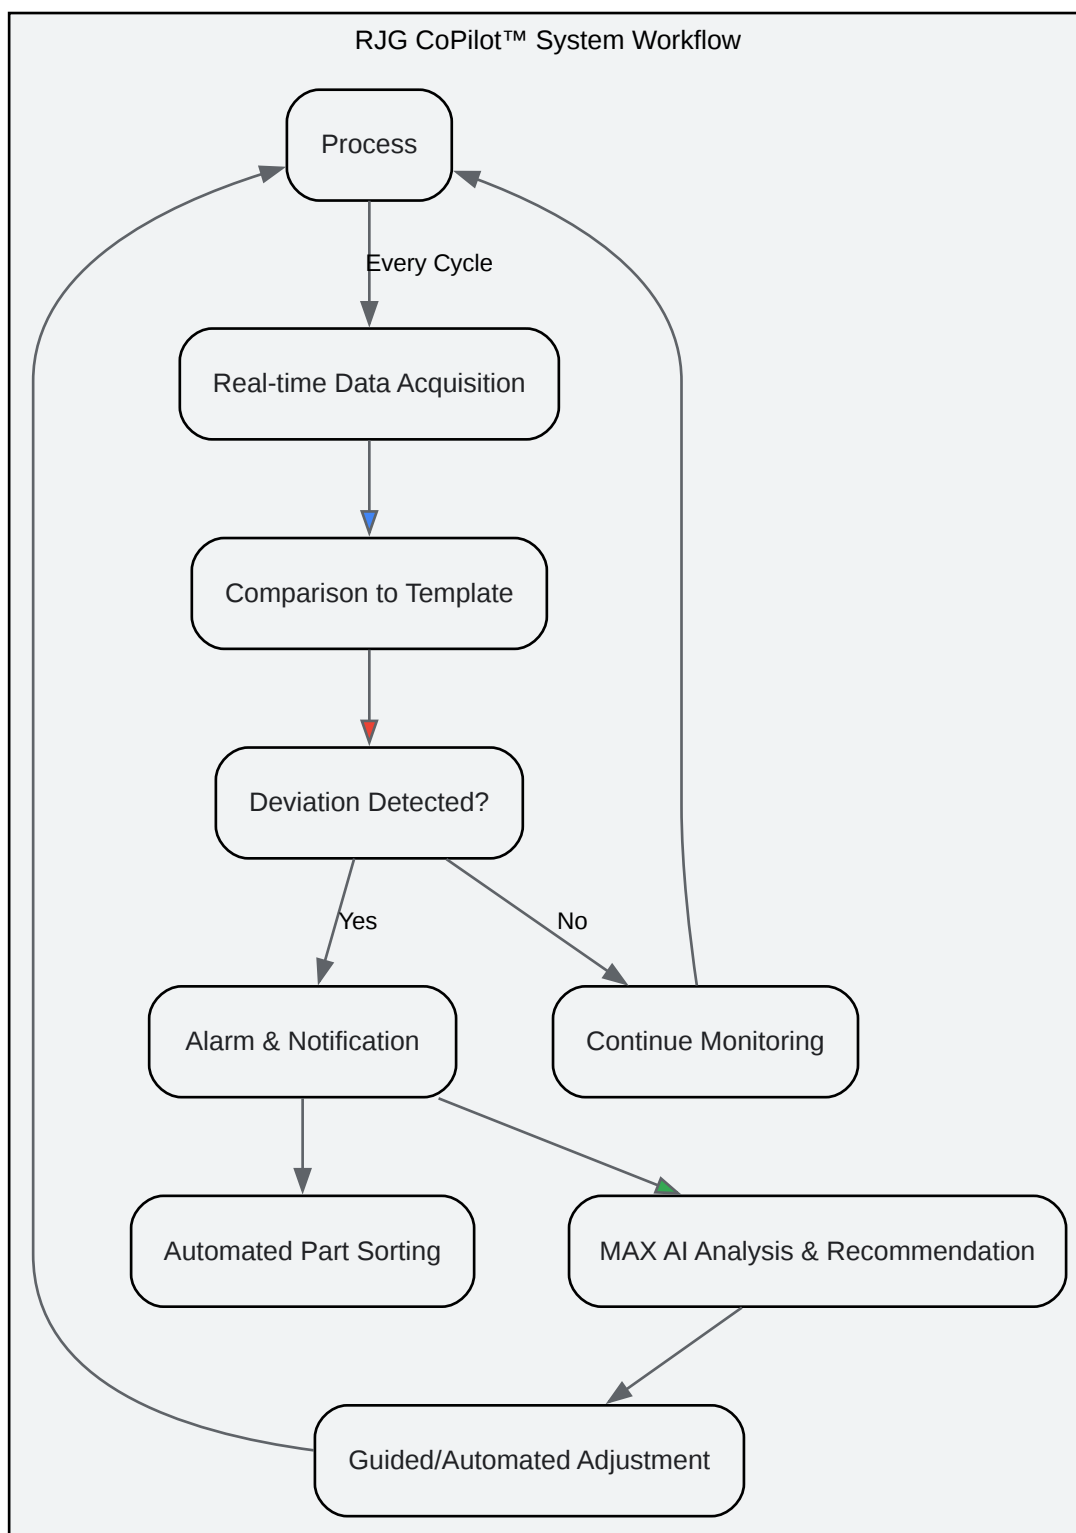 RJG CoPilot™ System Workflow
Process
Every Cycle
Real-time Data Acquisition
Comparison to Template
Deviation Detected?
Yes
No
Alarm & Notification
Continue Monitoring
Automated Part Sorting
MAX AI Analysis & Recommendation
Guided/Automated Adjustment